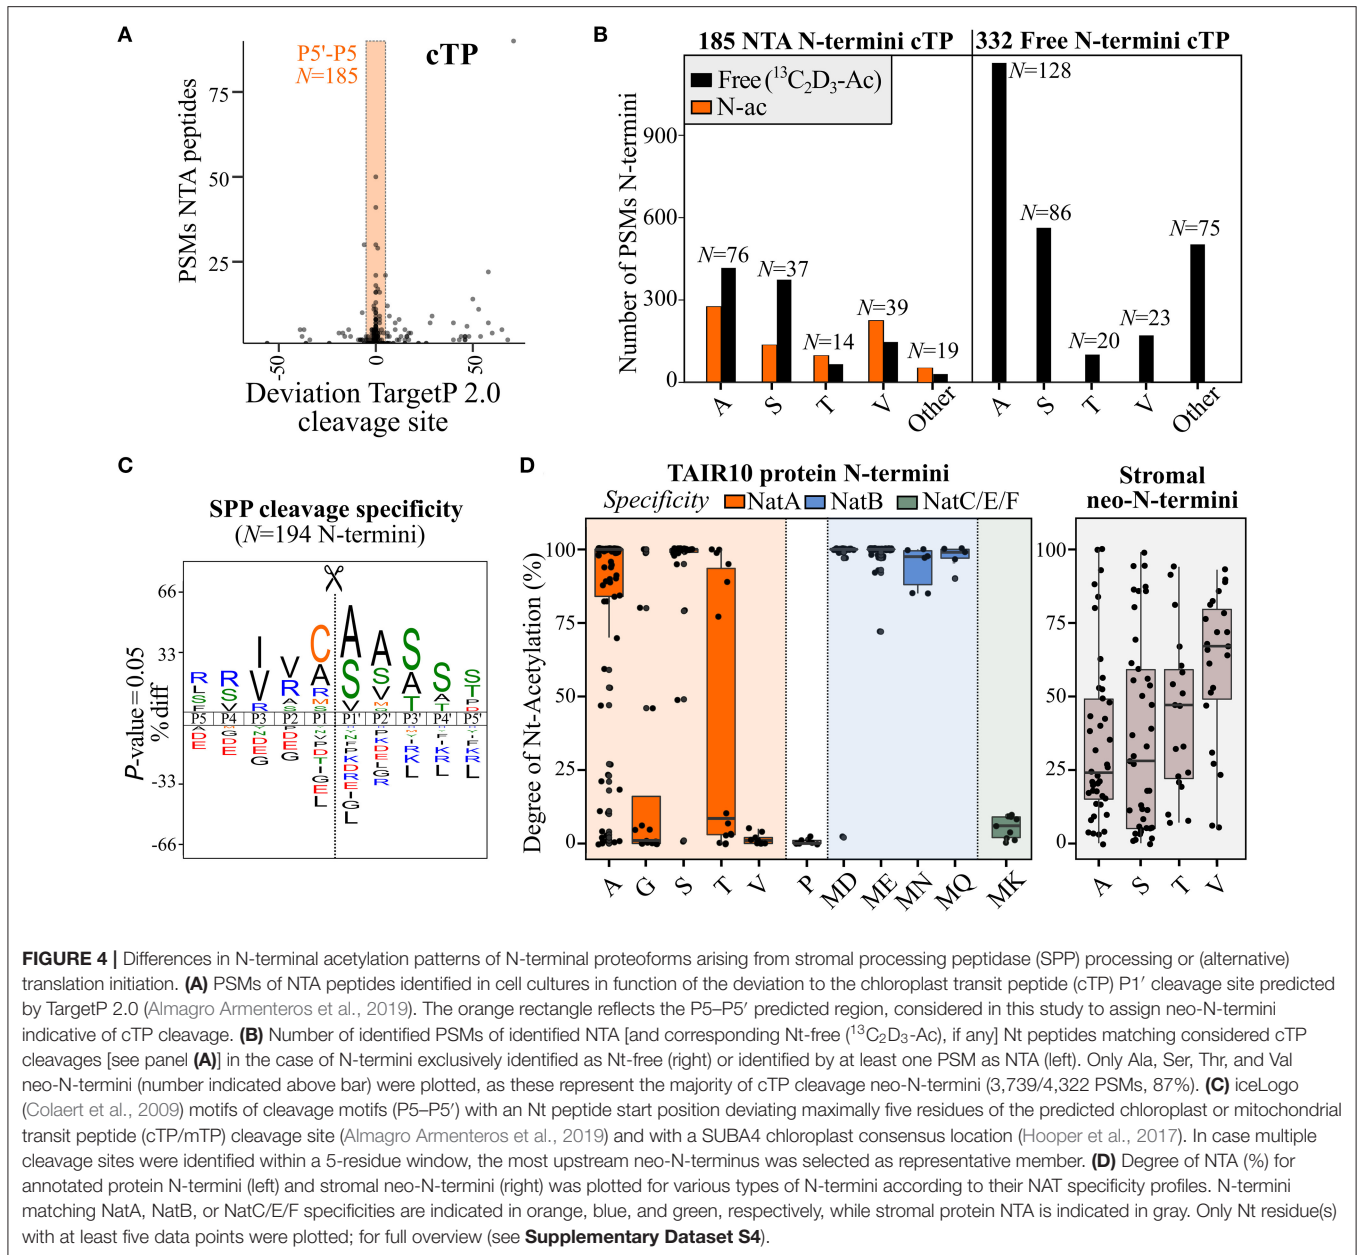 A
P5'-P5
N=185
cTP
75
50
25
PSMs NTA peptides
-50
0
50
Deviation TargetP 2.0
cleavage site
B
185 NTA N-termini cTP
332 Free N-termini cTP
Free (¹³C₂D₃-Ac)
N-ac
Number of PSMs N-termini
900
600
300
0
N=76
N=37
N=14
N=39
N=19
N=128
N=86
N=20
N=23
N=75
A
S
T
V
Other
A
S
T
V
Other
C
SPP cleavage specificity
(N=194 N-termini)
P-value = 0.05
% diff
66
33
-33
-66
P5
P4
P3
P2
P1
P1'
P2'
P3'
P4'
P5'
D
TAIR10 protein N-termini
Specificity
NatA
NatB
NatC/E/F
Stromal
neo-N-termini
Degree of Nt-Acetylation (%)
100
75
50
25
0
A
G
S
T
V
P
MD
ME
MN
MQ
MK
100
75
50
25
0
A
S
T
V
FIGURE 4 | Differences in N-terminal acetylation patterns of N-terminal proteoforms arising from stromal processing peptidase (SPP) processing or (alternative)
translation initiation. (A) PSMs of NTA peptides identified in cell cultures in function of the deviation to the chloroplast transit peptide (cTP) P1′ cleavage site predicted
by TargetP 2.0 (Almagro Armenteros et al., 2019). The orange rectangle reflects the P5–P5′ predicted region, considered in this study to assign neo-N-termini
indicative of cTP cleavage. (B) Number of identified PSMs of identified NTA [and corresponding Nt-free (¹³C₂D₃-Ac), if any] Nt peptides matching considered cTP
cleavages [see panel (A)] in the case of N-termini exclusively identified as Nt-free (right) or identified by at least one PSM as NTA (left). Only Ala, Ser, Thr, and Val
neo-N-termini (number indicated above bar) were plotted, as these represent the majority of cTP cleavage neo-N-termini (3,739/4,322 PSMs, 87%). (C) iceLogo
(Colaert et al., 2009) motifs of cleavage motifs (P5–P5′) with an Nt peptide start position deviating maximally five residues of the predicted chloroplast or mitochondrial
transit peptide (cTP/mTP) cleavage site (Almagro Armenteros et al., 2019) and with a SUBA4 chloroplast consensus location (Hooper et al., 2017). In case multiple
cleavage sites were identified within a 5-residue window, the most upstream neo-N-terminus was selected as representative member. (D) Degree of NTA (%) for
annotated protein N-termini (left) and stromal neo-N-termini (right) was plotted for various types of N-termini according to their NAT specificity profiles. N-termini
matching NatA, NatB, or NatC/E/F specificities are indicated in orange, blue, and green, respectively, while stromal protein NTA is indicated in gray. Only Nt residue(s)
with at least five data points were plotted; for full overview (see Supplementary Dataset S4).